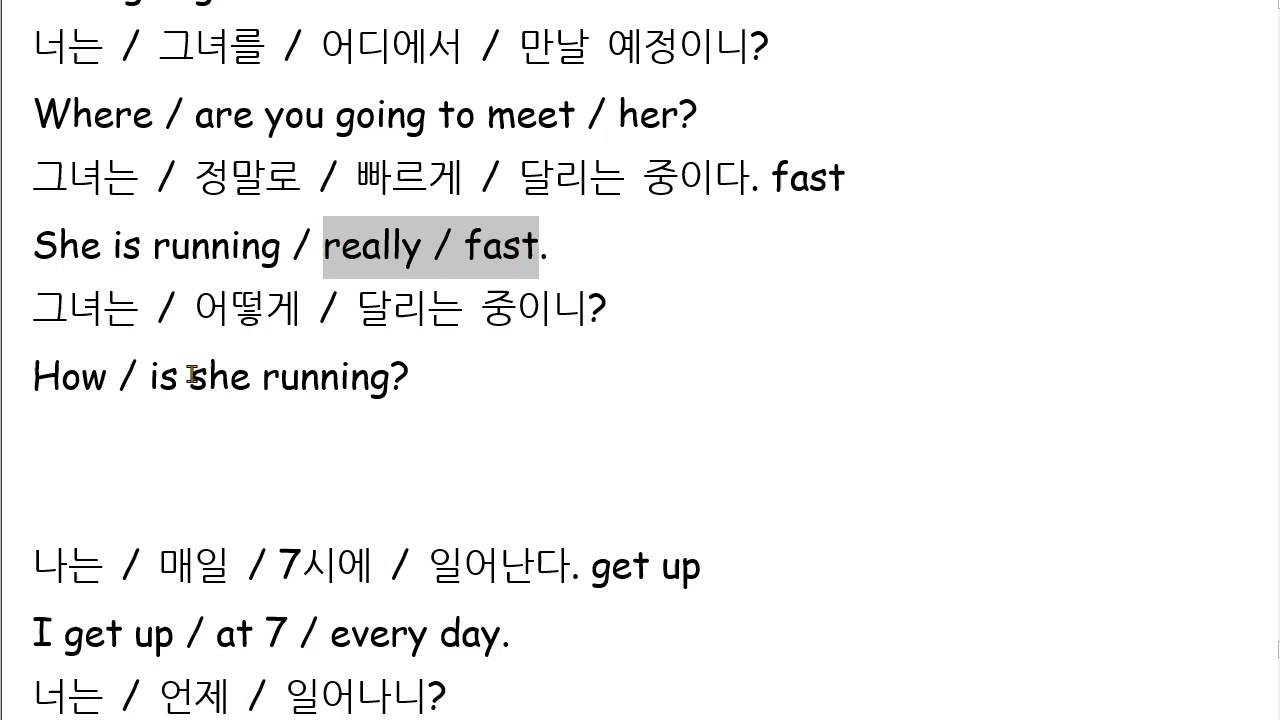 너는 / 그녀를 / 어디에서 / 만날 예정이니?
Where / are you going to meet / her?
그녀는 / 정말로 / 빠르게 / 달리는 중이다. fast
She is running / really / fast.
그녀는 / 어떻게 / 달리는 중이니?
How / is she running?
나는 / 매일 / 7시에 / 일어난다. get up
I get up / at 7 / every day.
너는 / 언제 / 일어나니?